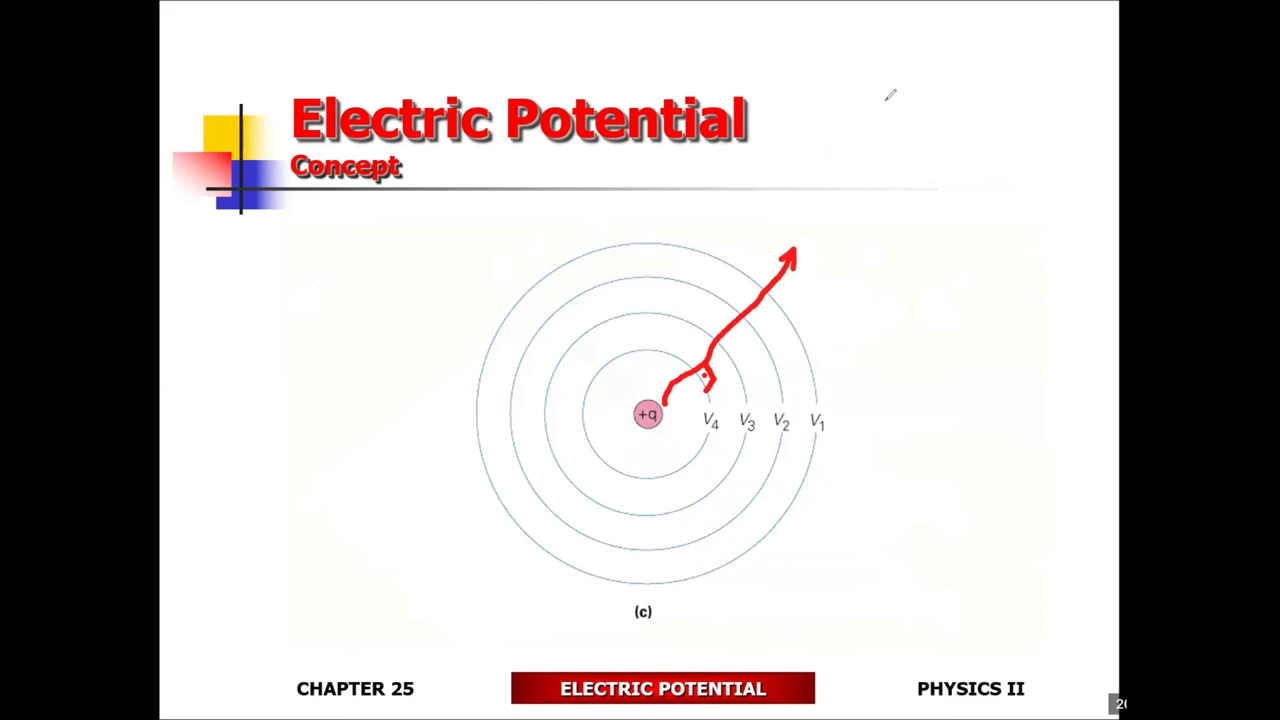 Electric Potential
Concept
+q
V4 V3 V2 V1
(c)
CHAPTER 25 ELECTRIC POTENTIAL PHYSICS II